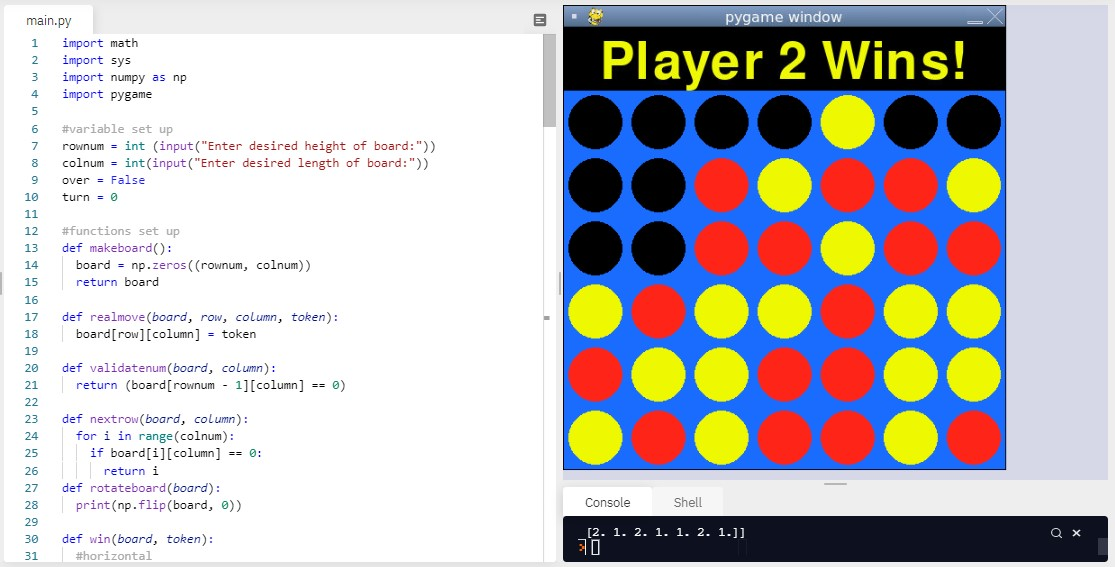 main.py
1 import math
2 import sys
3 import numpy as np
4 import pygame
5
6 #variable set up
7 rownum = int (input("Enter desired height of board:"))
8 colnum = int(input("Enter desired length of board:"))
9 over = False
10 turn = 0
11
12 #functions set up
13 def makeboard():
14 board = np.zeros((rownum, colnum))
15 return board
16
17 def realmove(board, row, column, token):
18 board[row][column] = token
19
20 def validatenum(board, column):
21 return (board[rownum - 1][column] == 0)
22
23 def nextrow(board, column):
24 for i in range(colnum):
25 if board[i][column] == 0:
26 return i
27 def rotateboard(board):
28 print(np.flip(board, 0))
29
30 def win(board, token):
31 #horizontal
pygame window
Player 2 Wins!
Console Shell
[2. 1. 2. 1. 1. 2. 1.]]
>